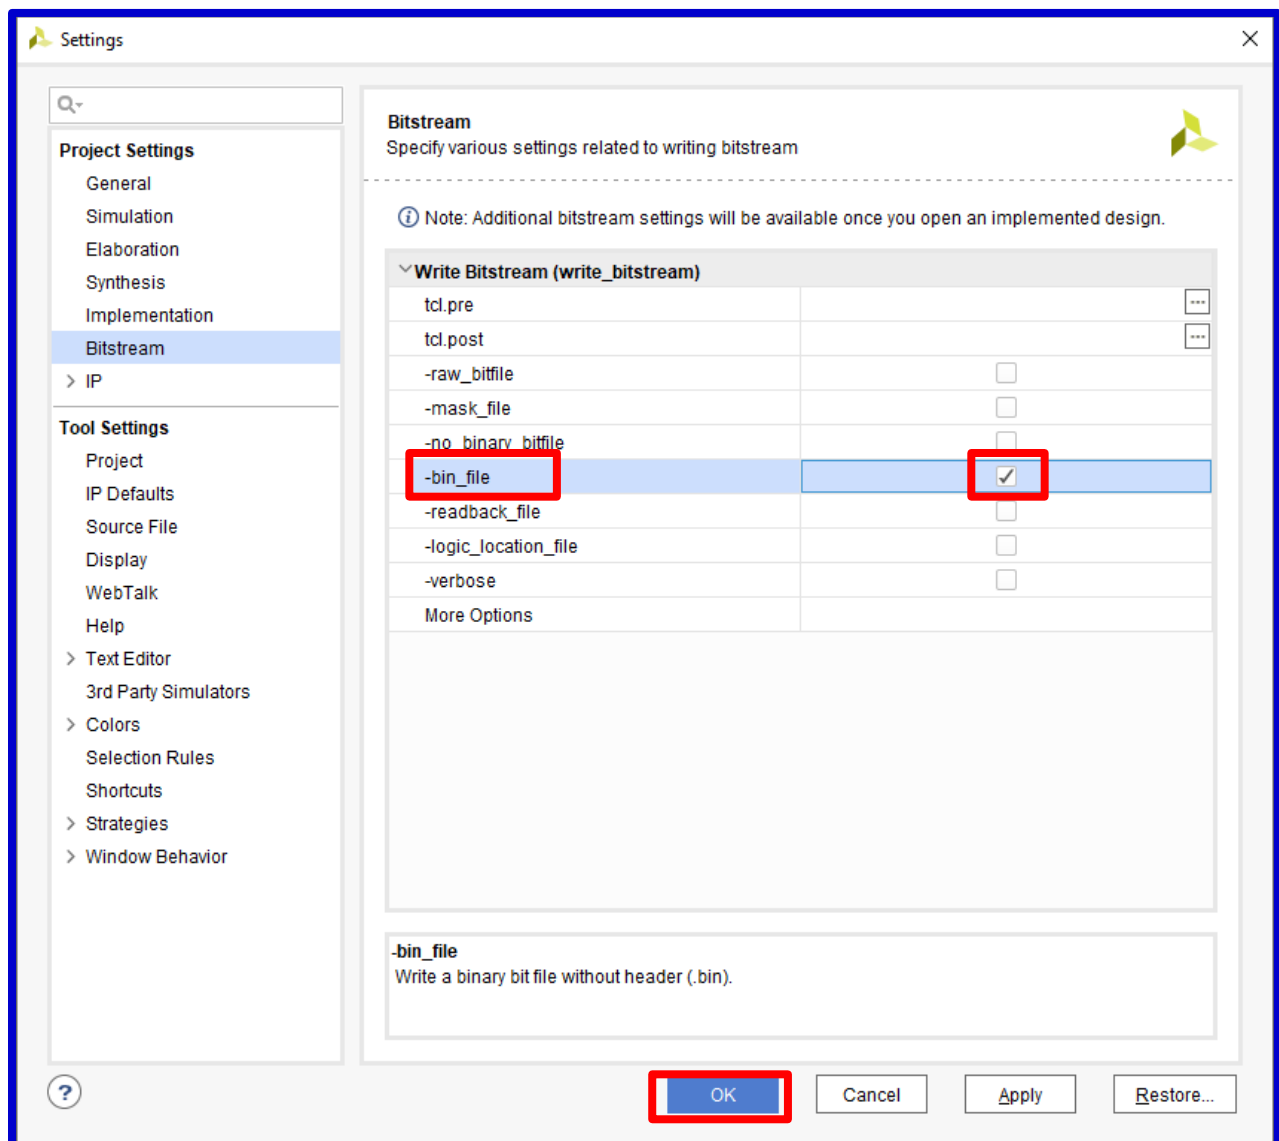 Settings
Project Settings
General
Simulation
Elaboration
Synthesis
Implementation
Bitstream
IP
Tool Settings
Project
IP Defaults
Source File
Display
WebTalk
Help
Text Editor
3rd Party Simulators
Colors
Selection Rules
Shortcuts
Strategies
Window Behavior
Bitstream
Specify various settings related to writing bitstream
Note: Additional bitstream settings will be available once you open an implemented design.
Write Bitstream (write_bitstream)
tcl.pre
...
tcl.post
...
-raw_bitfile
-mask_file
-no_binary_bitfile
-bin_file
-readback_file
-logic_location_file
-verbose
More Options
-bin_file
Write a binary bit file without header (.bin).
?
OK
Cancel
Apply
Restore...